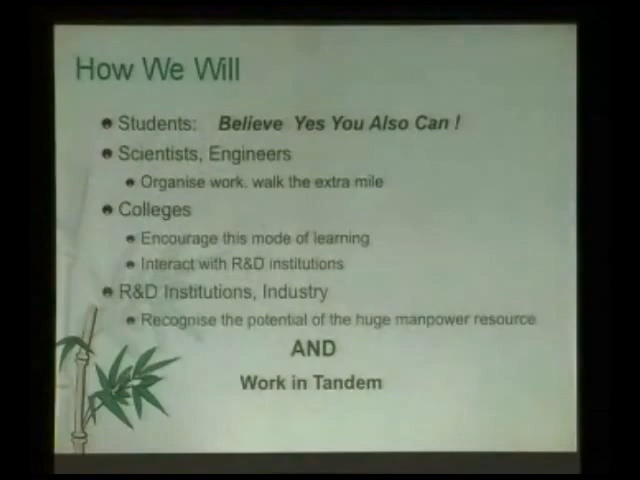 How We Will
Students: Believe Yes You Also Can !
Scientists, Engineers
Organise work. walk the extra mile
Colleges
Encourage this mode of learning
Interact with R&D institutions
R&D Institutions, Industry
Recognise the potential of the huge manpower resource
AND
Work in Tandem